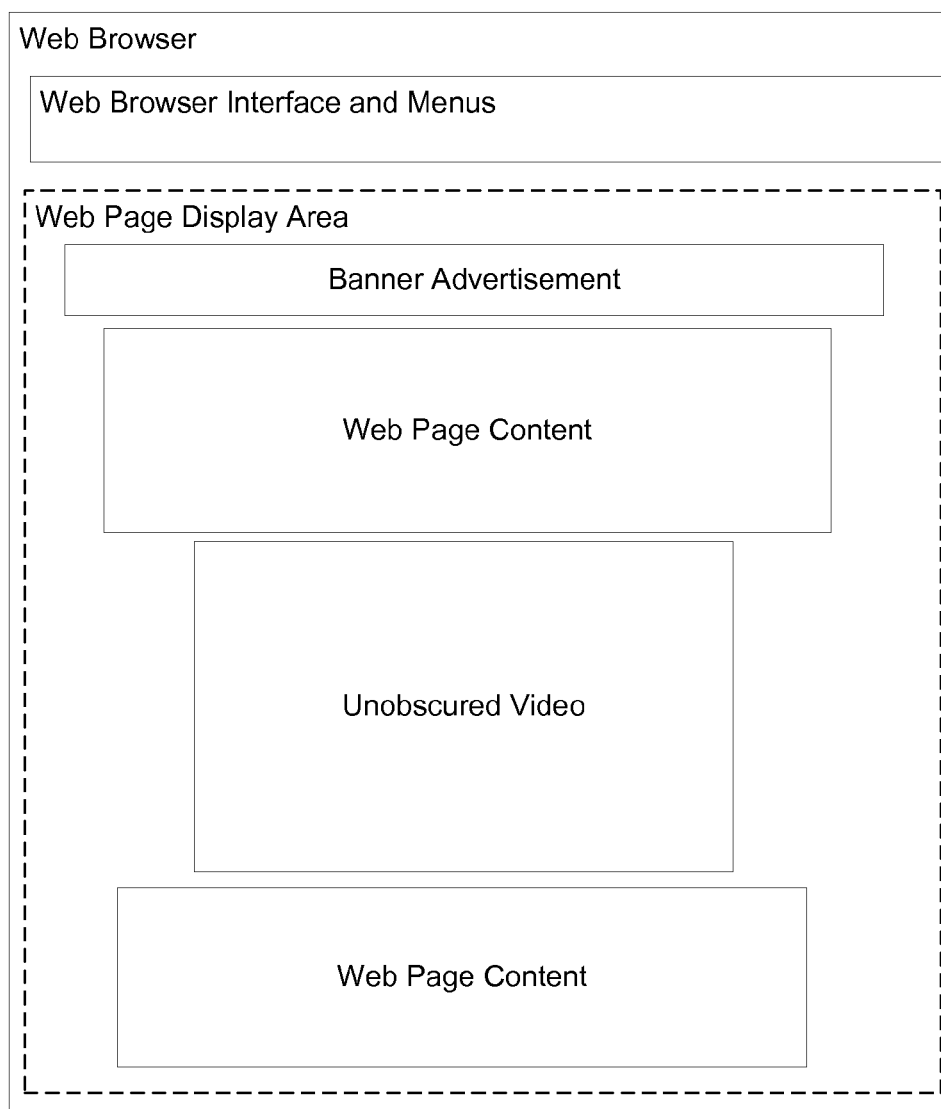 Web Browser
Web Browser Interface and Menus
Web Page Display Area
Banner Advertisement
Web Page Content
Unobscured Video
Web Page Content